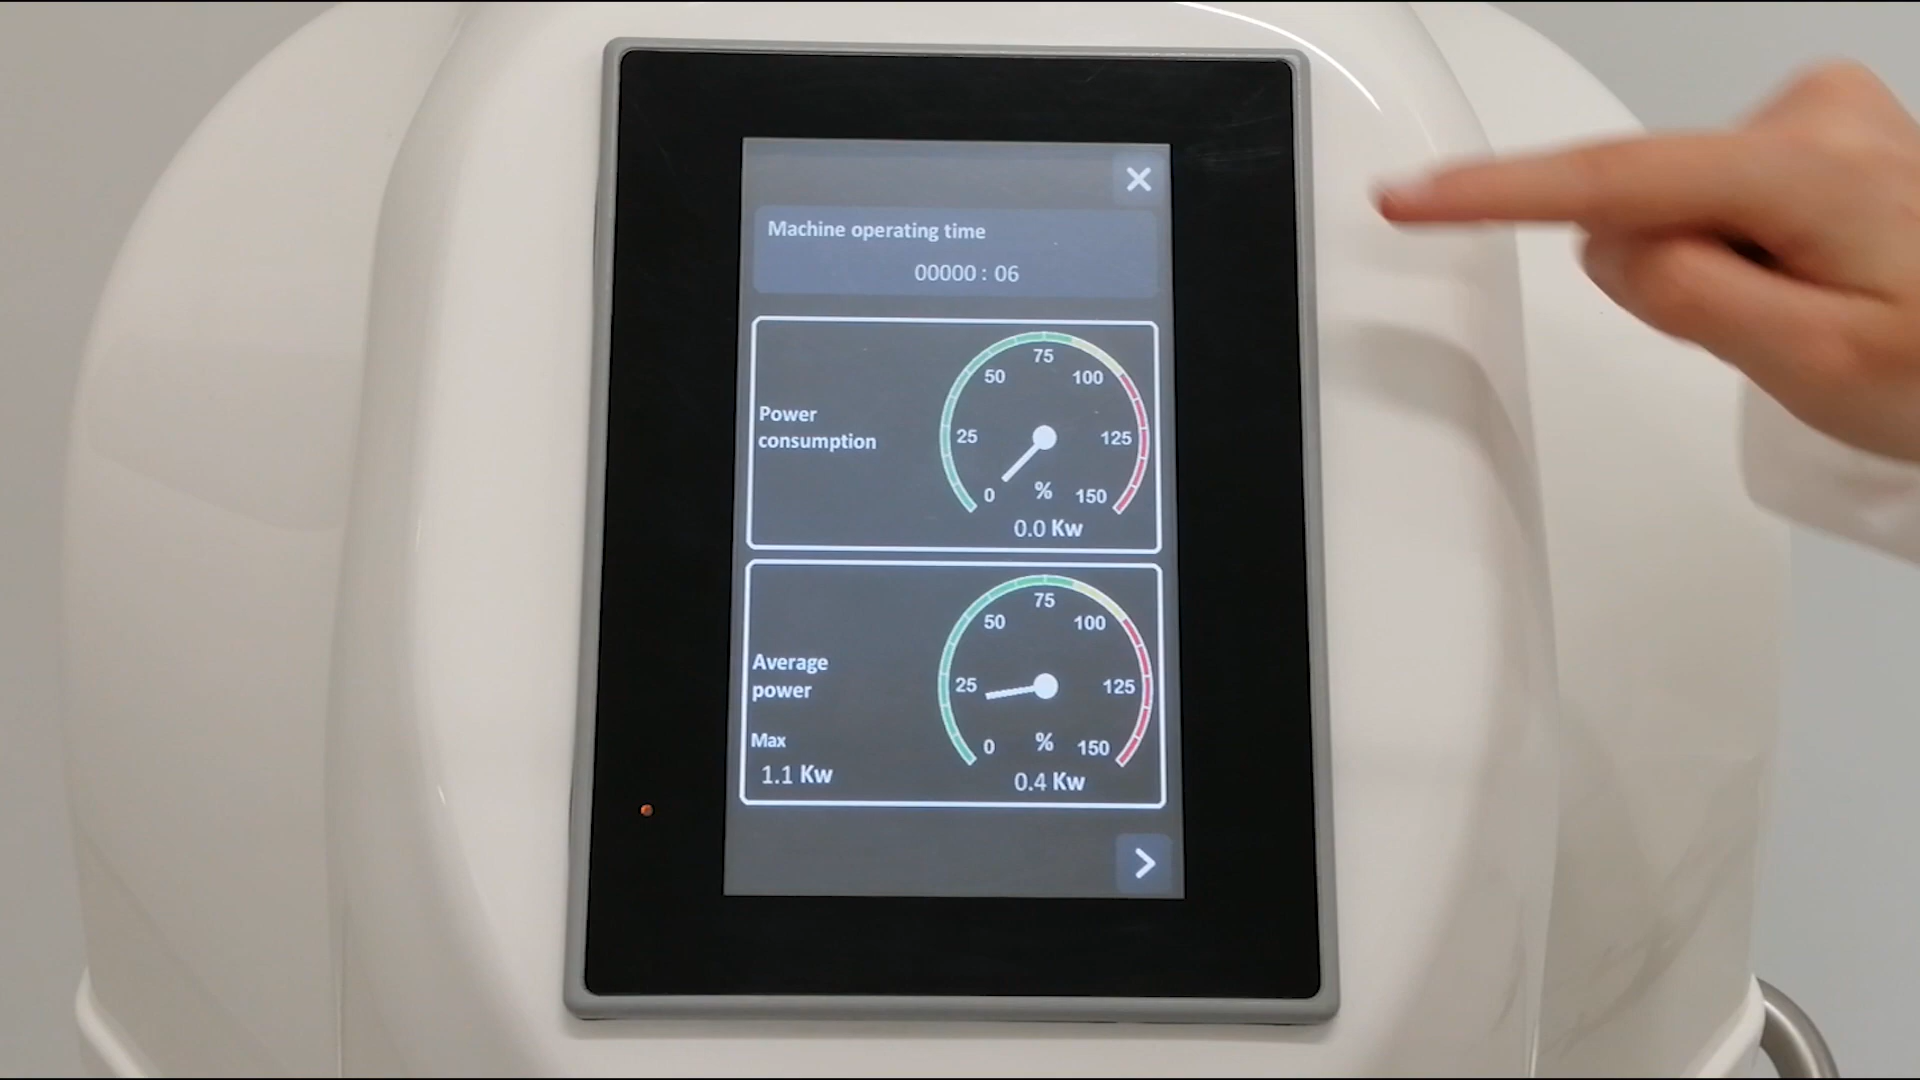 Machine operating time
00000 : 06
Power
consumption
0
25
50
75
100
125
150
%
0.0 Kw
Average
power
Max
1.1 Kw
0
25
50
75
100
125
150
%
0.4 Kw